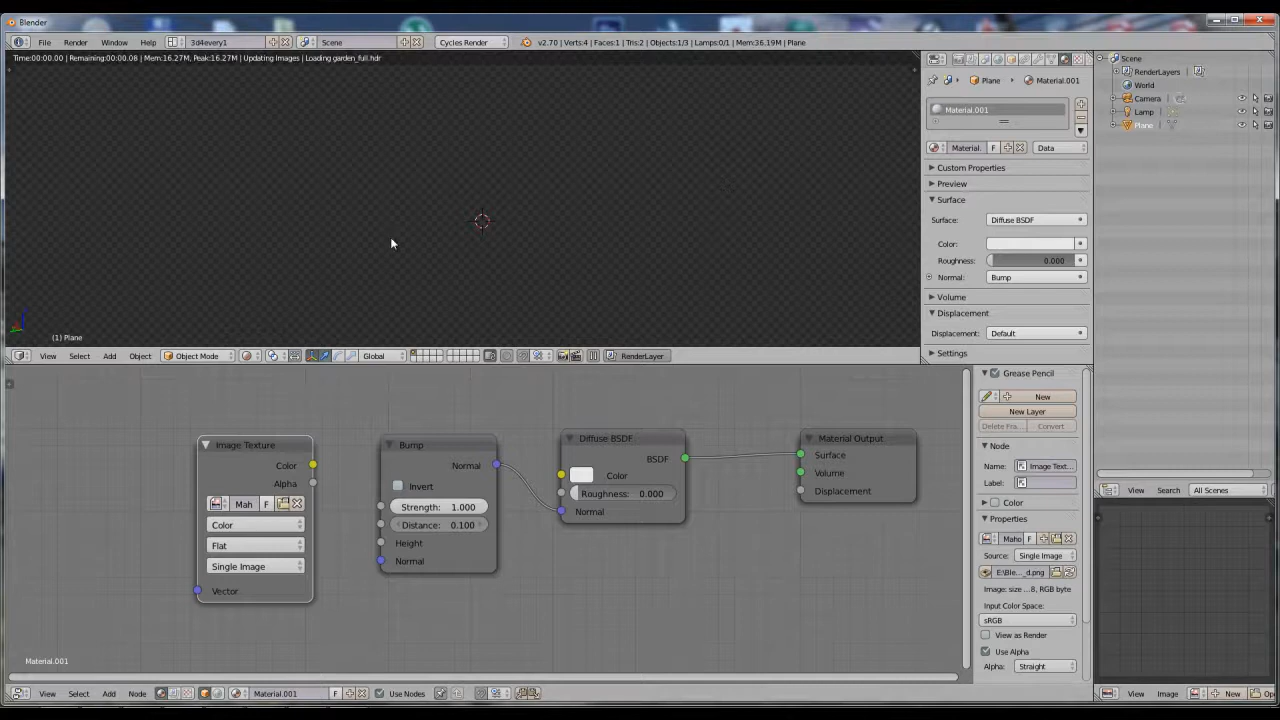 Blender
File Render Window Help 3d4every1 Scene Cycles Render v2.70 | Verts:4 | Faces:1 | Tris:2 | Objects:1/3 | Lamps:0/1 | Mem:36.19M | Plane
Time:00:00.00 | Remaining:00:00.08 | Mem:16.27M, Peak:16.27M | Updating Images | Loading garden_full.hdr
(1) Plane
View Select Add Object Object Mode Global RenderLayer
Plane Material.001
Material.001
Material. F Data
Custom Properties
Preview
Surface
Surface: Diffuse BSDF
Color:
Roughness: 0.000
Normal: Bump
Volume
Displacement
Displacement: Default
Settings
Scene
RenderLayers
World
Camera
Lamp
Plane
View Search All Scenes
Image Texture
Color
Alpha
Mah F
Color
Flat
Single Image
Vector
Bump
Normal
Invert
Strength: 1.000
Distance: 0.100
Height
Normal
Diffuse BSDF
BSDF
Color
Roughness: 0.000
Normal
Material Output
Surface
Volume
Displacement
Material.001
View Select Add Node Material.001 F Use Nodes
Grease Pencil
New
New Layer
Delete Fra... Convert
Node
Name: Image Text...
Label:
Color
Properties
Maho F
Source: Single Image
E:\Ble..._d.png
Image: size ...8, RGB byte
Input Color Space:
sRGB
View as Render
Use Alpha
Alpha: Straight
View Image New Op